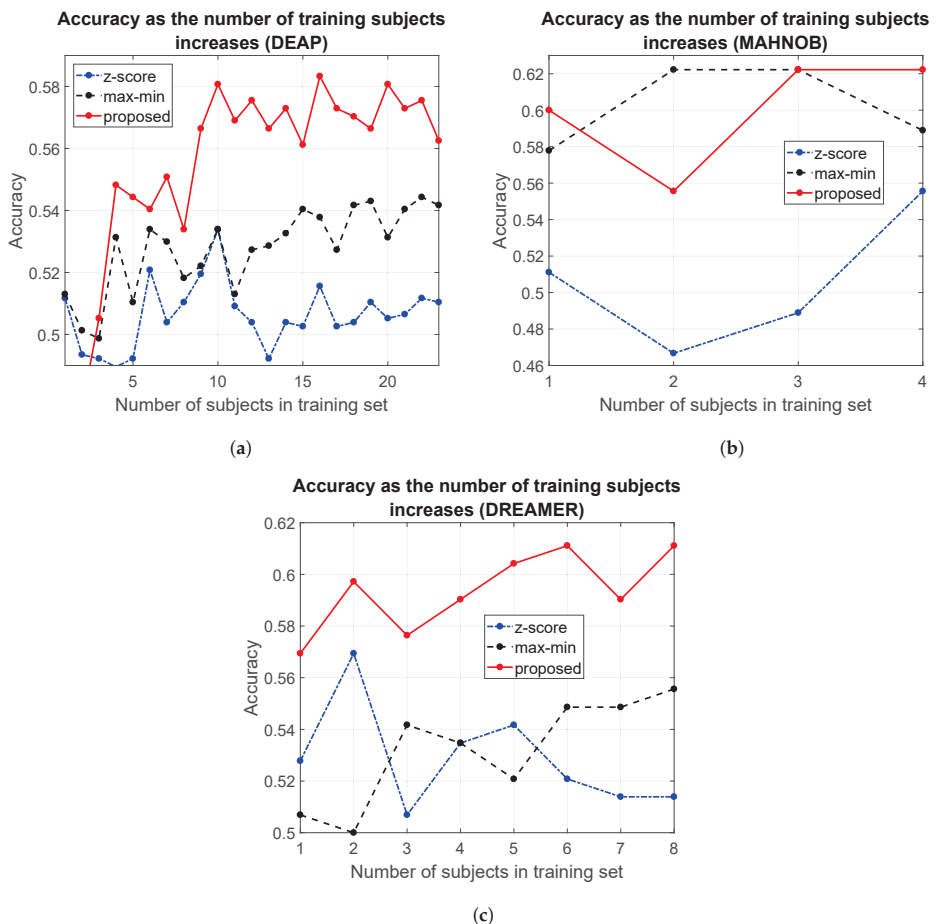 Accuracy as the number of training subjects
increases (DEAP)
z-score
max-min
proposed
0.58
0.56
0.54
0.52
0.5
Accuracy
5
10
15
20
Number of subjects in training set
(a)
Accuracy as the number of training subjects
increases (MAHNOB)
0.62
0.6
0.58
0.56
0.54
0.52
0.5
0.48
0.46
Accuracy
z-score
max-min
proposed
1
2
3
4
Number of subjects in training set
(b)
Accuracy as the number of training subjects
increases (DREAMER)
0.62
0.6
0.58
0.56
0.54
0.52
0.5
Accuracy
z-score
max-min
proposed
1
2
3
4
5
6
7
8
Number of subjects in training set
(c)